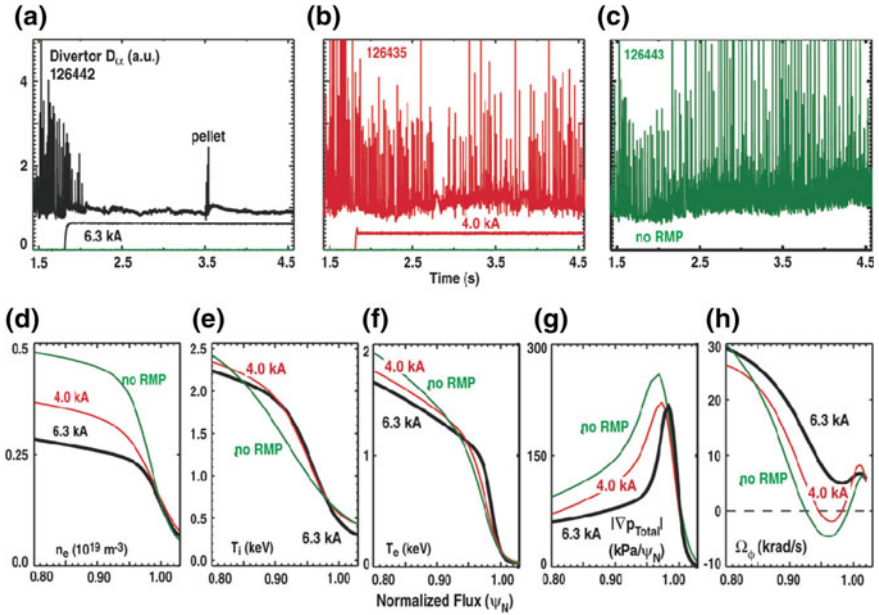 (a)
(b)
(c)
4
2
1
0
Divertor Dα (a.u.)
126442
pellet
6.3 kA
1.5 2.5 3.5 4.5
126435
4.0 kA
1.5 2.5 3.5 4.5
126443
no RMP
1.5 2.5 3.5 4.5
Time (s)
(d)
(e)
(f)
(g)
(h)
0.5
0.25
0.0
no RMP
4.0 kA
6.3 kA
ne (10¹⁹ m⁻³)
0.80 0.90 1.00
2.5
2.0
1.5
1.0
0.5
0.0
4.0 kA
no RMP
6.3 kA
Ti (keV)
0.80 0.90 1.00
2
1
0
4.0 kA
no RMP
6.3 kA
Te (keV)
0.80 0.90 1.00
300
150
0
no RMP
4.0 kA
6.3 kA
|∇pTotal|
(kPa/ψN)
0.80 0.90 1.00
30
20
10
0
-10
6.3 kA
no RMP
4.0 kA
Ωϕ (krad/s)
0.80 0.90 1.00
Normalized Flux (ψN)